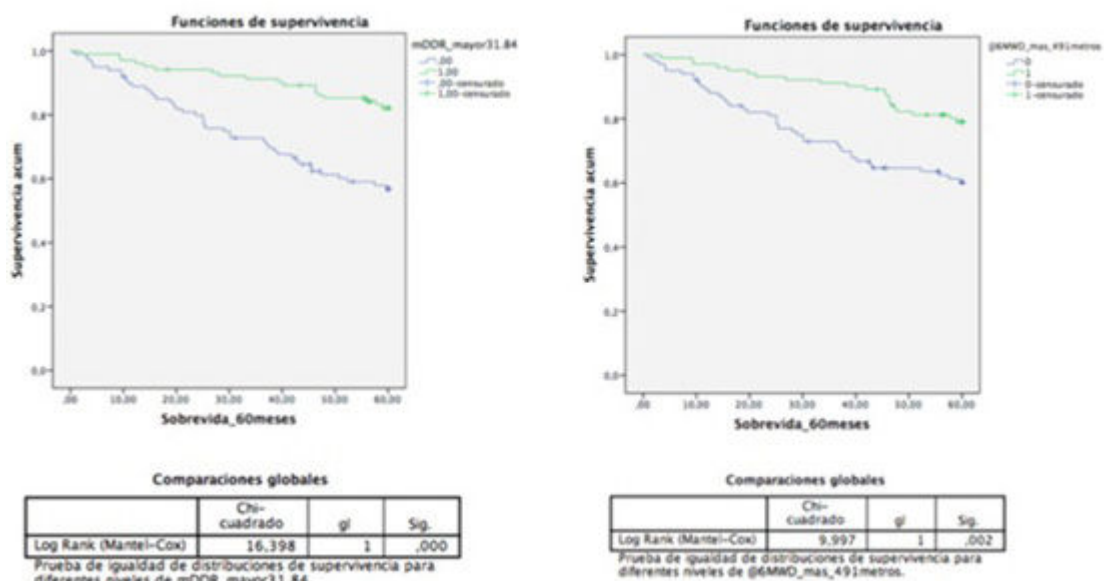 Funciones de supervivencia
mDDR_mayor31.84
,00
1,00
,00-censurado
1,00-censurado
Supervivencia acum
1,0
0,8
0,6
0,4
0,2
0,0
,00 10,00 20,00 30,00 40,00 50,00 60,00
Sobrevida_60meses
Comparaciones globales
Chi-
cuadrado gl Sig.
Log Rank (Mantel-Cox) 16,398 1 ,000
Prueba de igualdad de distribuciones de supervivencia para
diferentes niveles de mDDR_mayor31.84.
Funciones de supervivencia
@6MWD_mas_491metros
0
1
0-censurado
1-censurado
Supervivencia acum
1,0
0,8
0,6
0,4
0,2
0,0
,00 10,00 20,00 30,00 40,00 50,00 60,00
Sobrevida_60meses
Comparaciones globales
Chi-
cuadrado gl Sig.
Log Rank (Mantel-Cox) 9,997 1 ,002
Prueba de igualdad de distribuciones de supervivencia para
diferentes niveles de @6MWD_mas_491metros.